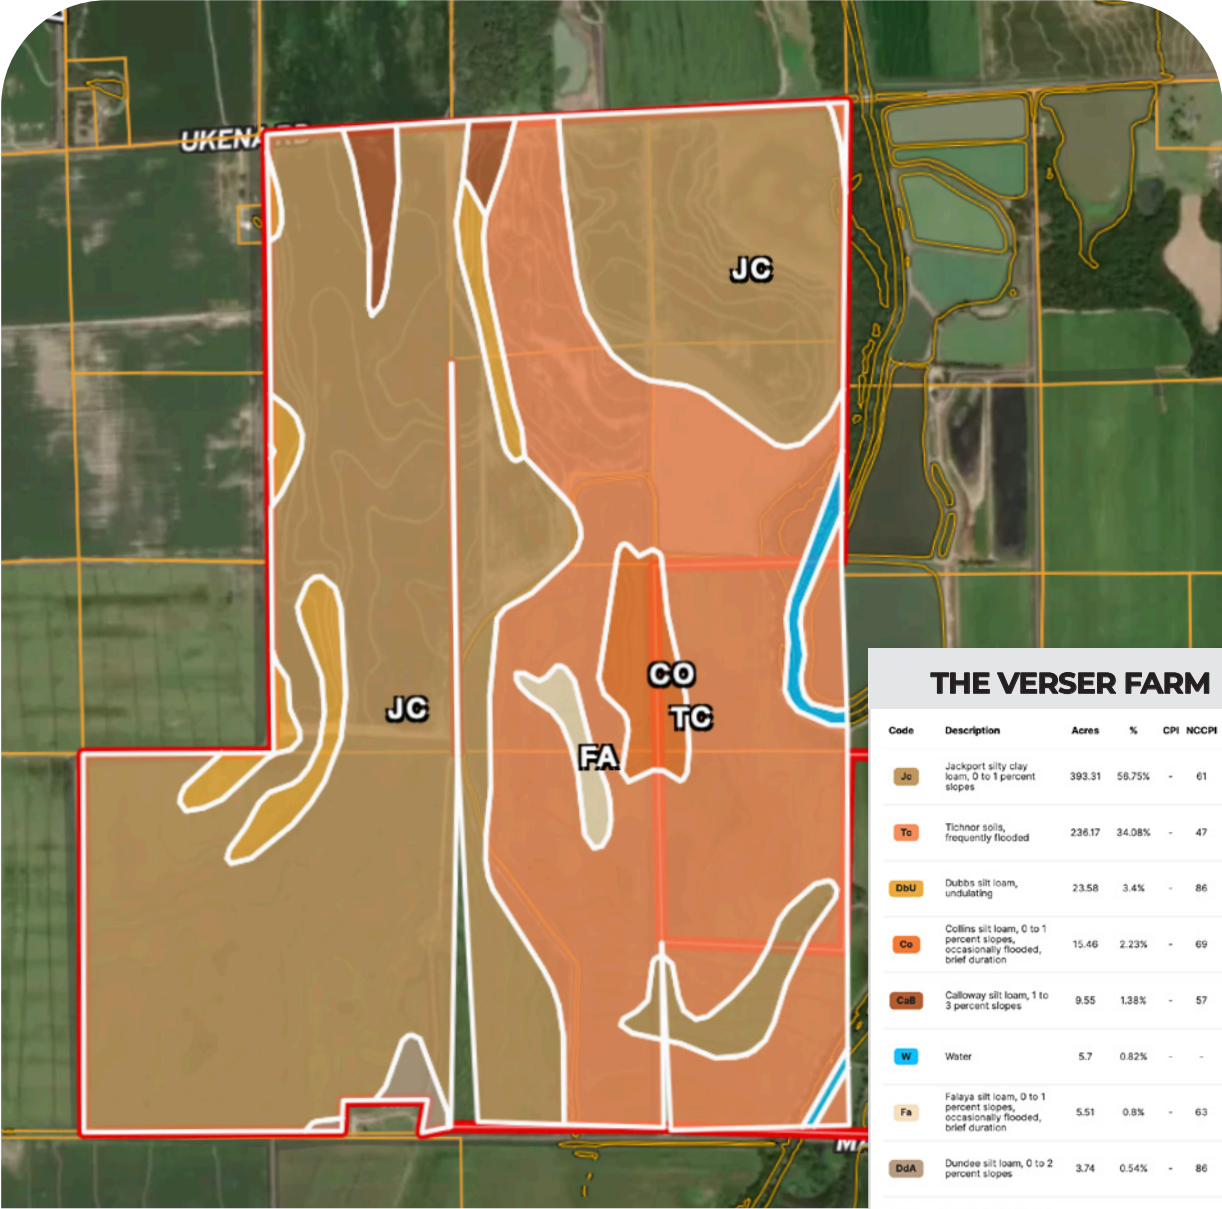 UKENA RD
JC
JC
CO
TC
FA
THE VERSER FARM
Code Description Acres % CPI NCCPI
Jc Jackport silty clay loam, 0 to 1 percent slopes 393.31 56.75% - 61
Tc Tichnor soils, frequently flooded 236.17 34.08% - 47
DbU Dubbs silt loam, undulating 23.58 3.4% - 86
Co Collins silt loam, 0 to 1 percent slopes, occasionally flooded, brief duration 15.46 2.23% - 69
CaB Calloway silt loam, 1 to 3 percent slopes 9.55 1.38% - 57
W Water 5.7 0.82% - -
Fa Falaya silt loam, 0 to 1 percent slopes, occasionally flooded, brief duration 5.51 0.8% - 63
DdA Dundee silt loam, 0 to 2 percent slopes 3.74 0.54% - 86